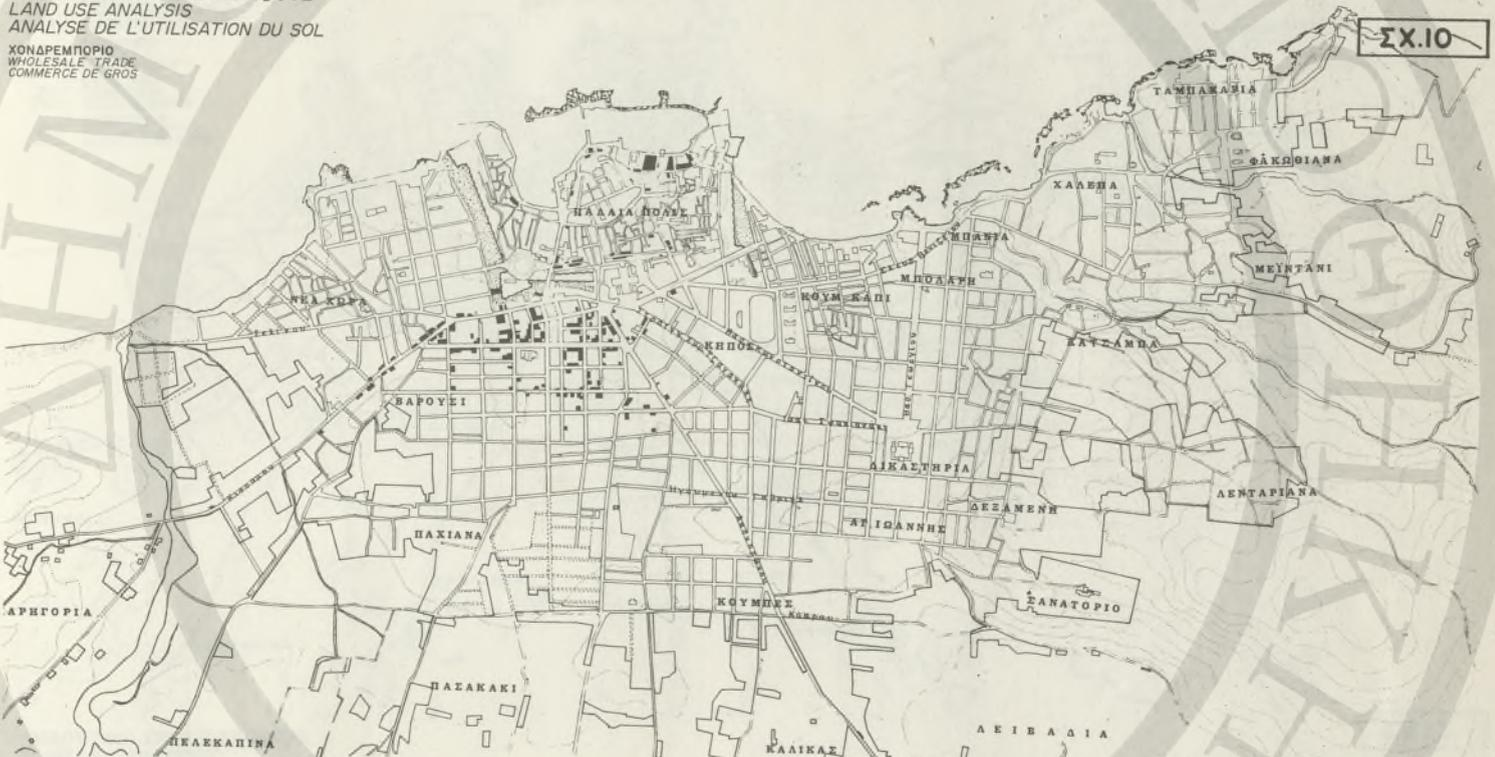 LAND USE ANALYSIS
ANALYSE DE L'UTILISATION DU SOL
ΧΟΝΔΡΕΜΠΟΡΙΟ
WHOLESALE TRADE
COMMERCE DE GROS
ΣΧ.10
ΤΑΜΠΑΚΑΡΙΑ
ΦΑΚΩΘΙΑΝΑ
ΧΑΛΕΠΑ
ΠΑΛΑΙΑ ΠΟΛΙΣ
ΜΠΑΝΙΑ
ΜΠΟΛΑΡΗ
ΜΕΪΝΤΑΝΙ
ΝΕΑ ΧΩΡΑ
ΚΟΥΜ ΚΑΠΙ
ΚΗΠΟΣ
ΚΑΤΣΑΜΠΑ
ΒΑΡΟΥΣΙ
ΔΙΚΑΣΤΗΡΙΑ
ΛΕΝΤΑΡΙΑΝΑ
ΔΕΞΑΜΕΝΗ
ΑΓ ΙΩΑΝΝΗΣ
ΠΑΧΙΑΝΑ
ΚΟΥΜΠΕΣ
ΣΑΝΑΤΟΡΙΟ
ΑΡΗΓΟΡΙΑ
ΠΑΣΑΚΑΚΙ
ΠΕΛΕΚΑΠΙΝΑ
ΚΑΛΙΚΑΣ
ΛΕΙΒΑΔΙΑ